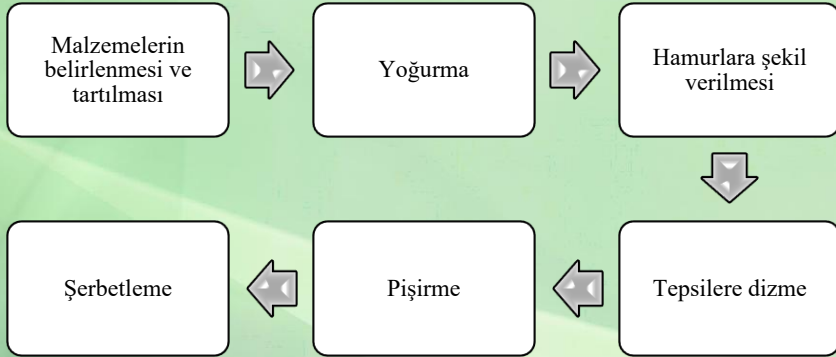 Malzemelerin
belirlenmesi ve
tartılması
Yoğurma
Hamurlara şekil
verilmesi
Tepsilere dizme
Pişirme
Şerbetleme